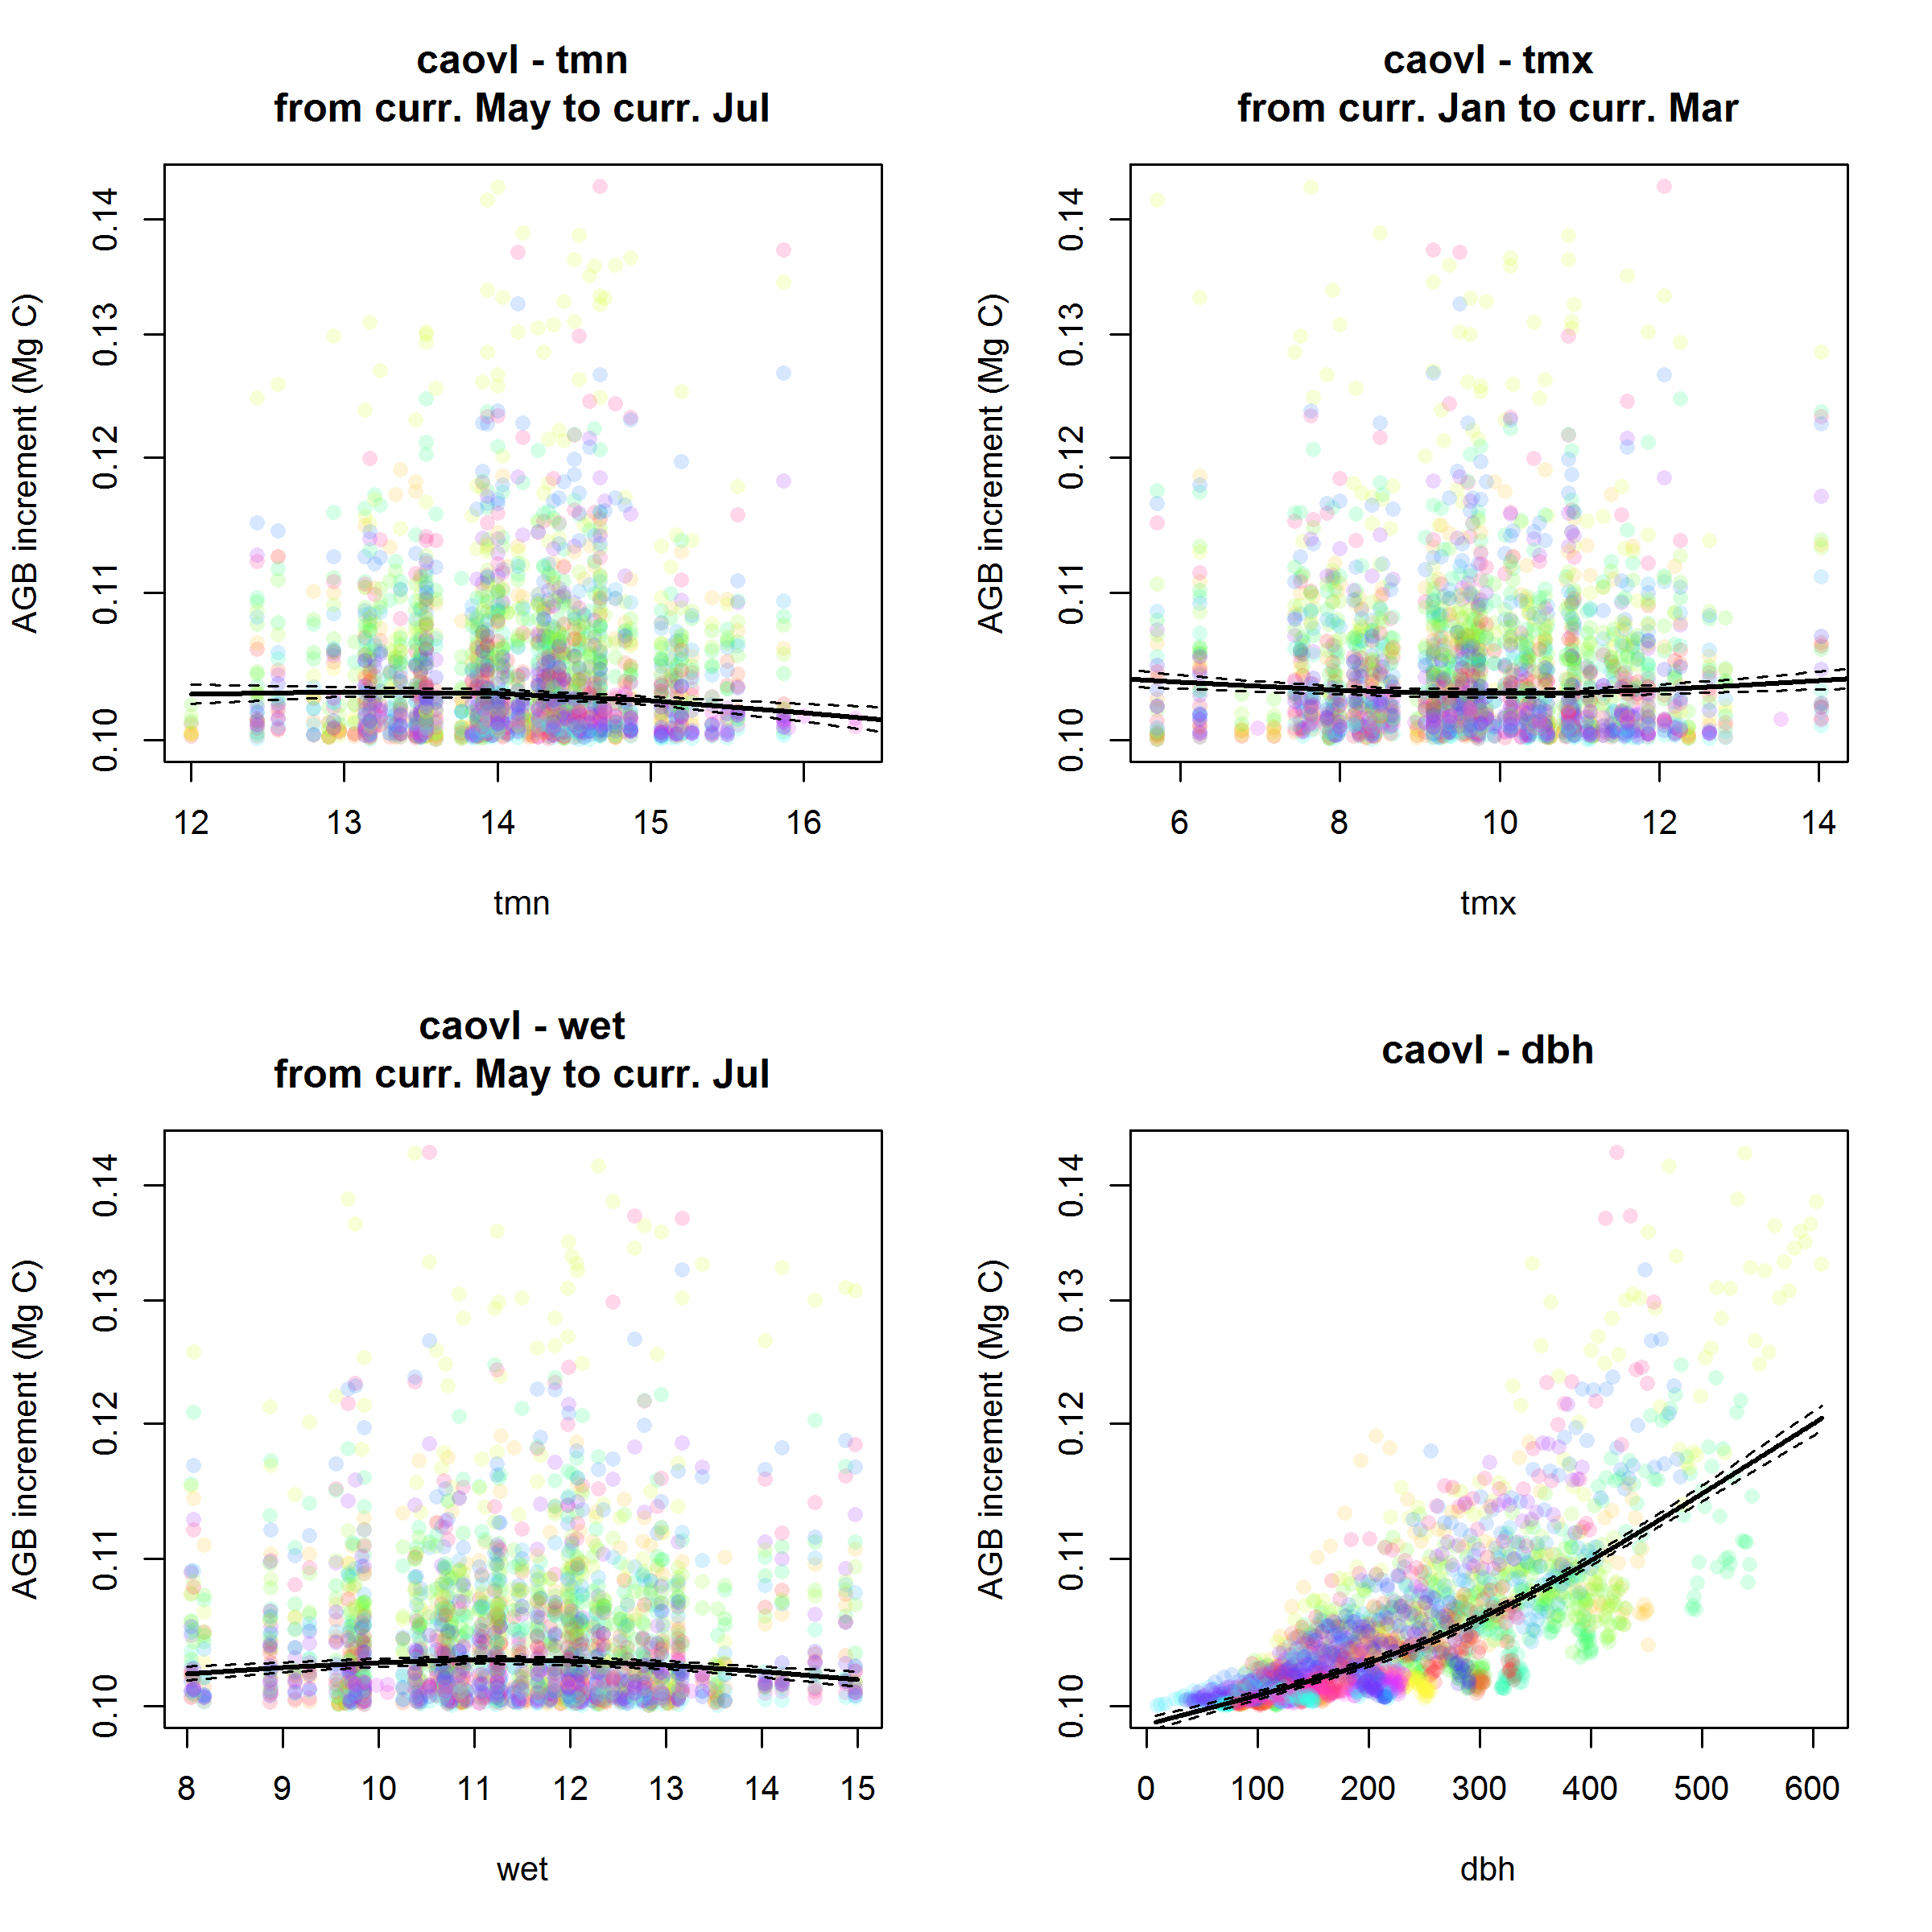 caovl - tmn
from curr. May to curr. Jul
AGB increment (Mg C)
0.14
0.13
0.12
0.11
0.10
12 13 14 15 16
tmn
caovl - tmx
from curr. Jan to curr. Mar
AGB increment (Mg C)
0.14
0.13
0.12
0.11
0.10
6 8 10 12 14
tmx
caovl - wet
from curr. May to curr. Jul
AGB increment (Mg C)
0.14
0.13
0.12
0.11
0.10
8 9 10 11 12 13 14 15
wet
caovl - dbh
AGB increment (Mg C)
0.14
0.13
0.12
0.11
0.10
0 100 200 300 400 500 600
dbh